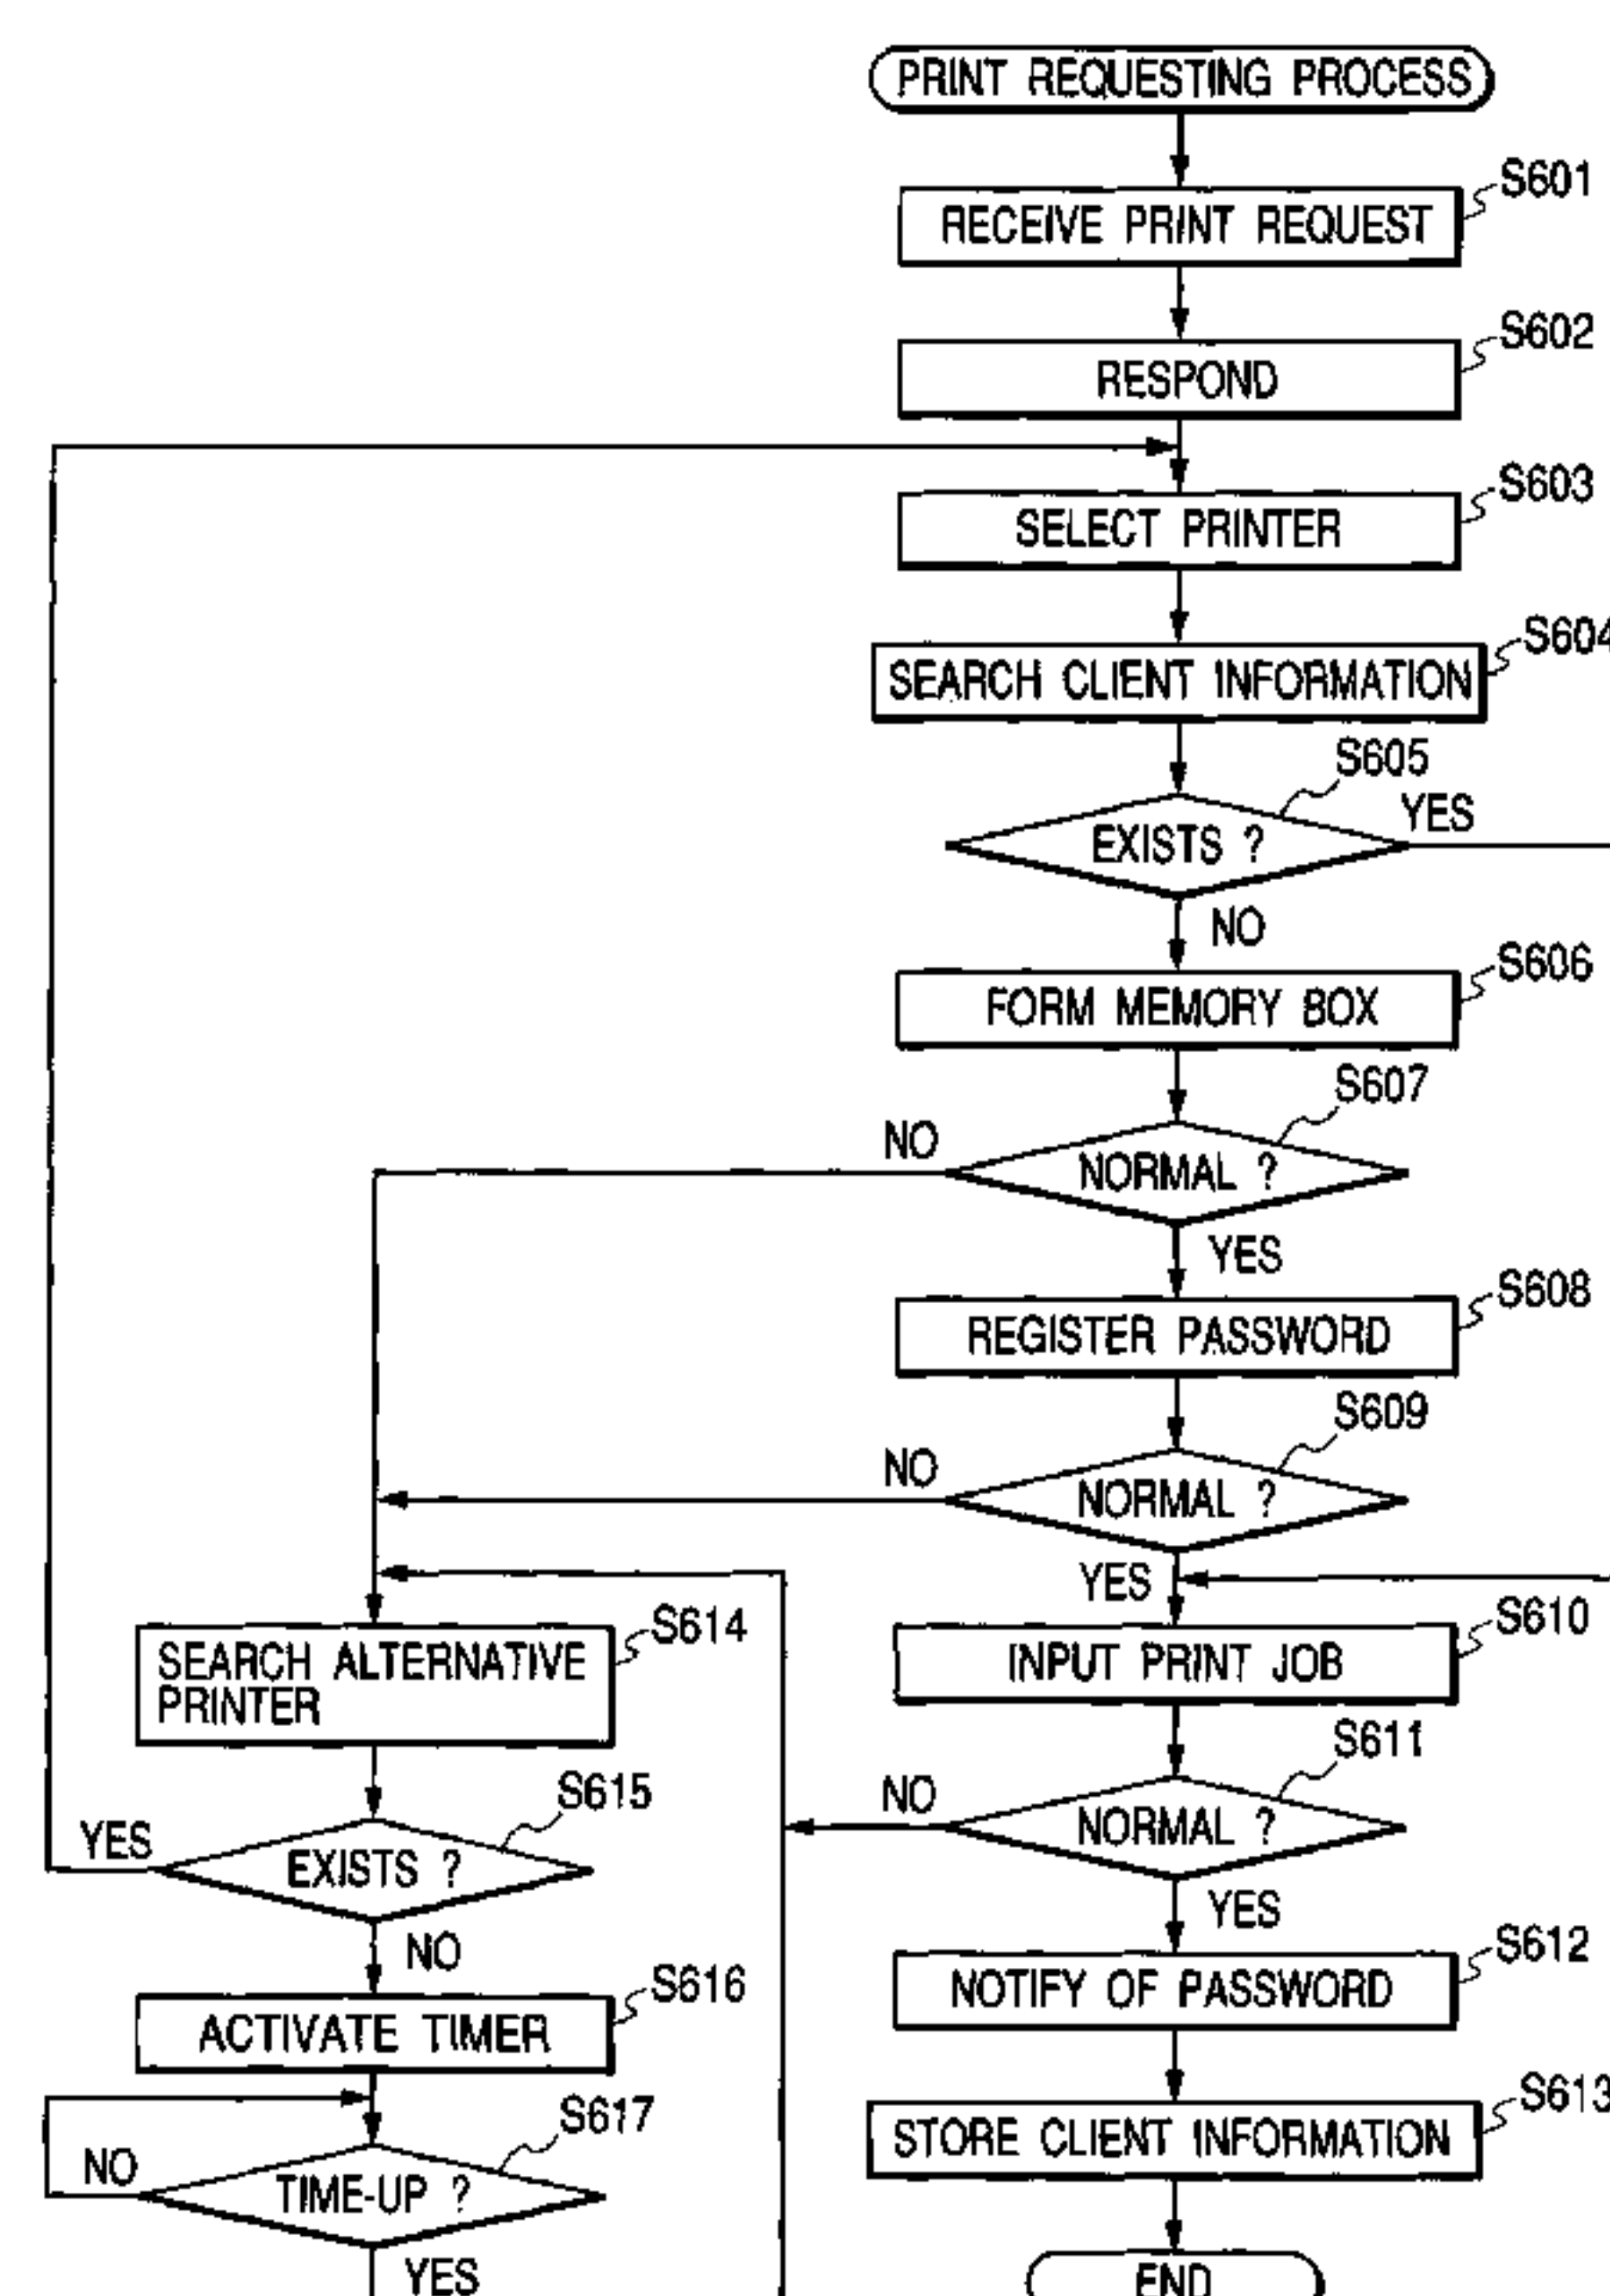 PRINT REQUESTING PROCESS
S601
RECEIVE PRINT REQUEST
S602
RESPOND
S603
SELECT PRINTER
S604
SEARCH CLIENT INFORMATION
S605
EXISTS ?
YES
NO
S606
FORM MEMORY BOX
S607
NORMAL ?
NO
YES
S608
REGISTER PASSWORD
S609
NORMAL ?
NO
YES
S610
INPUT PRINT JOB
S611
NORMAL ?
NO
YES
S612
NOTIFY OF PASSWORD
S613
STORE CLIENT INFORMATION
END
S614
SEARCH ALTERNATIVE
PRINTER
S615
EXISTS ?
YES
NO
S616
ACTIVATE TIMER
S617
TIME-UP ?
NO
YES